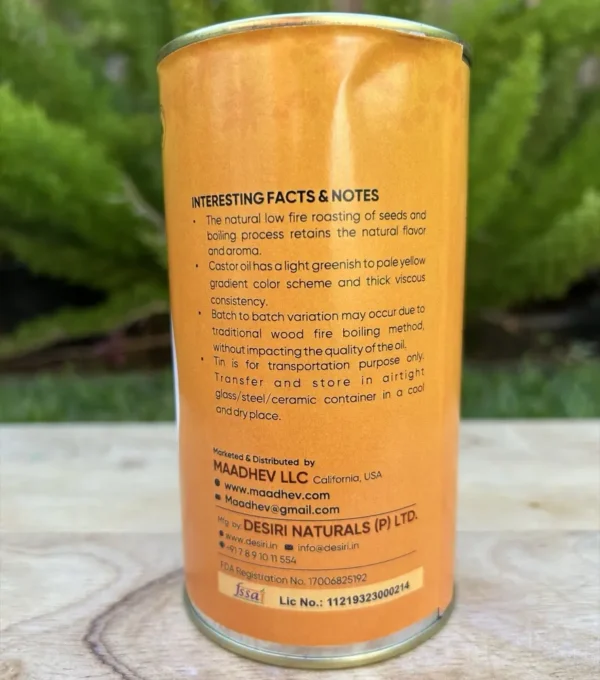 INTERESTING FACTS & NOTES
• The natural low fire roasting of seeds and
boiling process retains the natural flavor
and aroma.
• Castor oil has a light greenish to pale yellow
gradient color scheme and thick viscous
consistency.
• Batch to batch variation may occur due to
traditional wood fire boiling method,
without impacting the quality of the oil.
• Tin is for transportation purpose only.
Transfer and store in airtight
glass/steel/ceramic container in a cool
and dry place.
Marketed & Distributed by
MAADHEV LLC California, USA
www.maadhev.com
Maadhev@gmail.com
Mfg. by: DESIRI NATURALS (P) LTD.
www.desiri.in info@desiri.in
+91 7 8 9 10 11 554
FDA Registration No. 17006825192
fssai Lic No.: 11219323000214